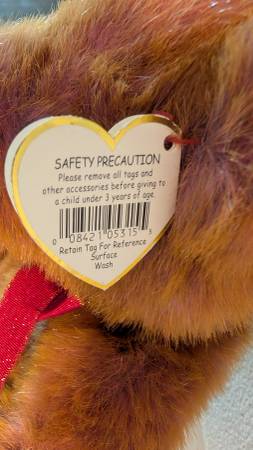 SAFETY PRECAUTION
Please remove all tags and
other accessories before giving to
a child under 3 years of age.
0 08421 05315 3
Retain Tag For Reference
Surface
Wash